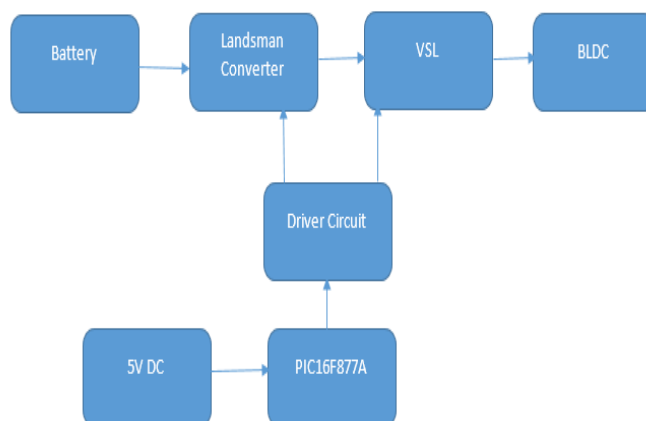 Battery
Landsman
Converter
VSL
BLDC
Driver Circuit
5V DC
PIC16F877A